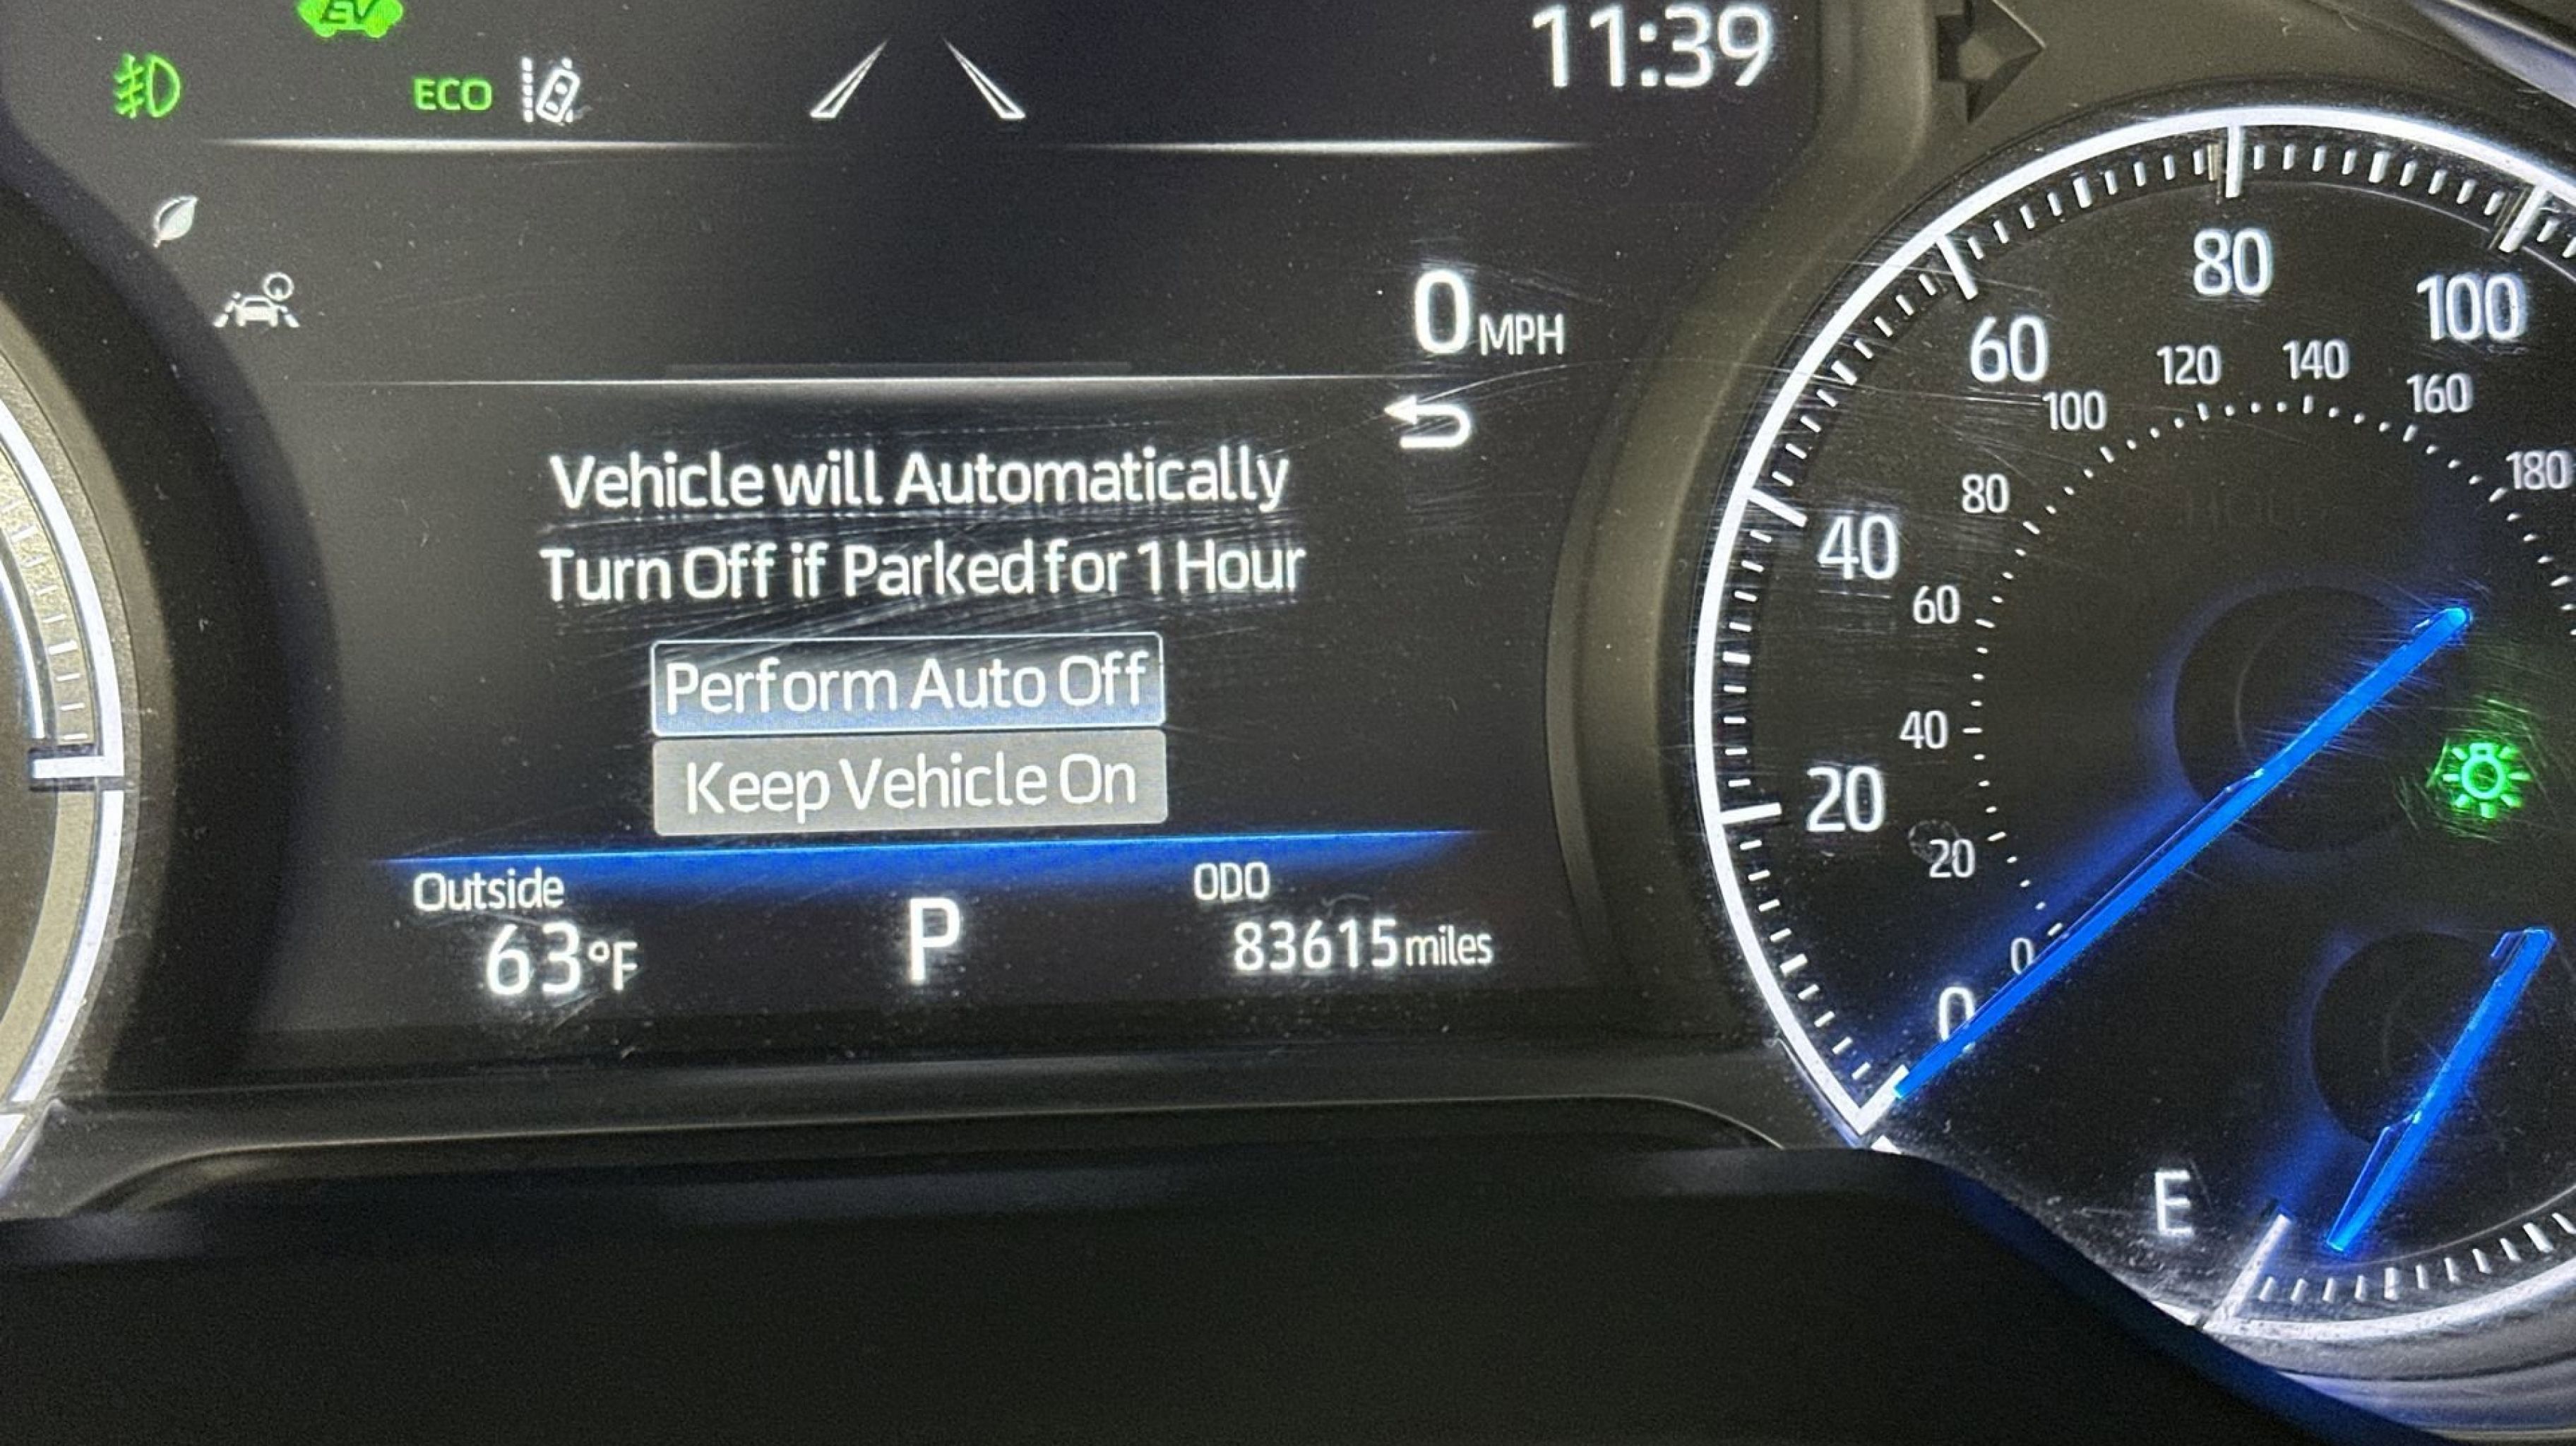 EV
11:39
ECO
0 MPH
Vehicle will Automatically
Turn Off if Parked for 1 Hour
Perform Auto Off
Keep Vehicle On
Outside
63°F
P
ODO
83615 miles
0
20
40
60
80
100
0
20
40
60
80
100
120
140
160
180
E